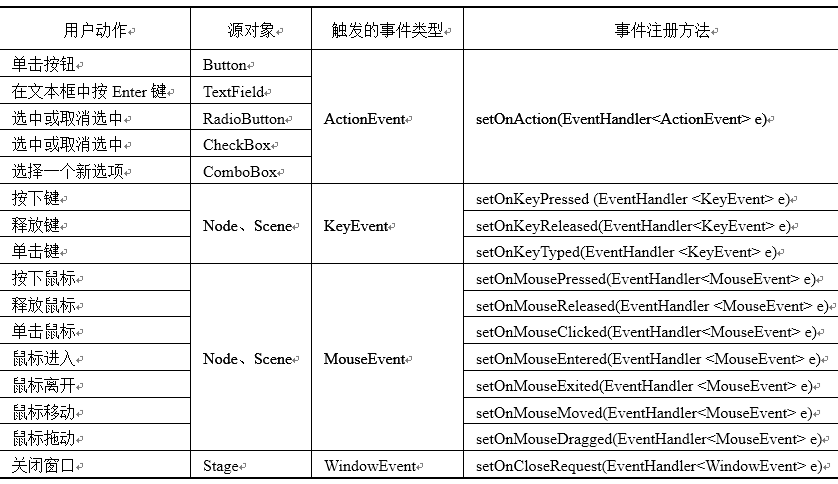 用户动作 源对象 触发的事件类型 事件注册方法
单击按钮 Button
在文本框中按 Enter 键 TextField
选中或取消选中 RadioButton ActionEvent setOnAction(EventHandler<ActionEvent> e)
选中或取消选中 CheckBox
选择一个新选项 ComboBox
按下键 setOnKeyPressed (EventHandler <KeyEvent> e)
释放键 Node、Scene KeyEvent setOnKeyReleased(EventHandler<KeyEvent> e)
单击键 setOnKeyTyped(EventHandler <KeyEvent> e)
按下鼠标 setOnMousePressed(EventHandler<MouseEvent> e)
释放鼠标 setOnMouseReleased(EventHandler <MouseEvent> e)
单击鼠标 setOnMouseClicked(EventHandler<MouseEvent> e)
鼠标进入 Node、Scene MouseEvent setOnMouseEntered(EventHandler <MouseEvent> e)
鼠标离开 setOnMouseExited(EventHandler <MouseEvent> e)
鼠标移动 setOnMouseMoved(EventHandler <MouseEvent> e)
鼠标拖动 setOnMouseDragged(EventHandler<MouseEvent> e)
关闭窗口 Stage WindowEvent setOnCloseRequest(EventHandler<WindowEvent> e)